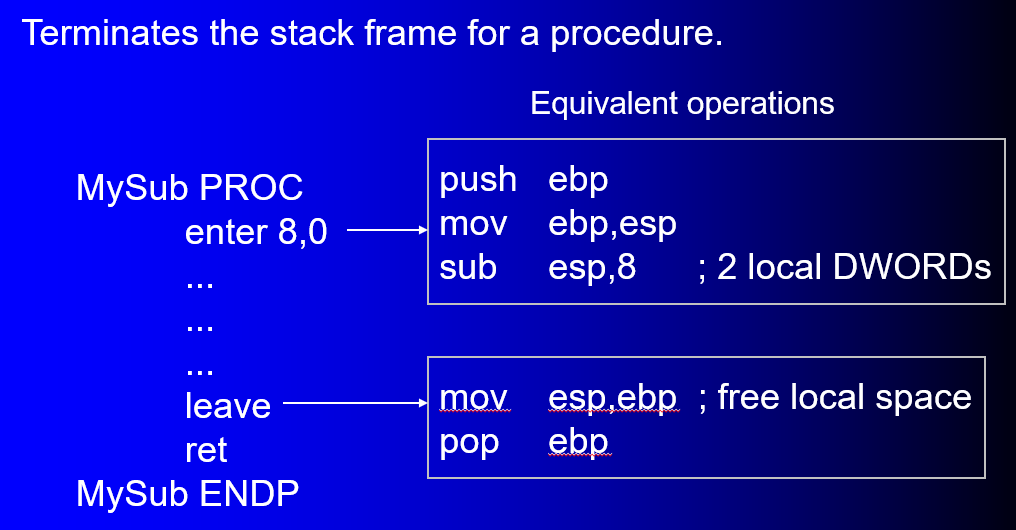 Terminates the stack frame for a procedure.
Equivalent operations
MySub PROC
enter 8,0
...
...
...
leave
ret
MySub ENDP
push ebp
mov ebp,esp
sub esp,8 ; 2 local DWORDs
mov esp,ebp ; free local space
pop ebp